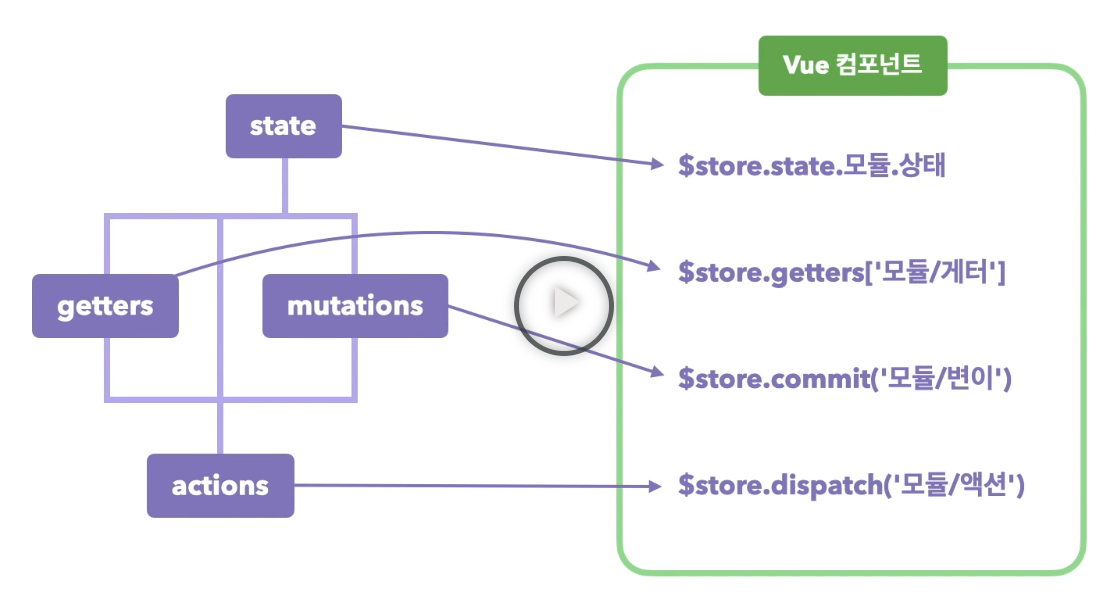 Vue 컴포넌트
state
$store.state.모듈.상태
getters
$store.getters['모듈/게터']
mutations
$store.commit('모듈/변이')
actions
$store.dispatch('모듈/액션')